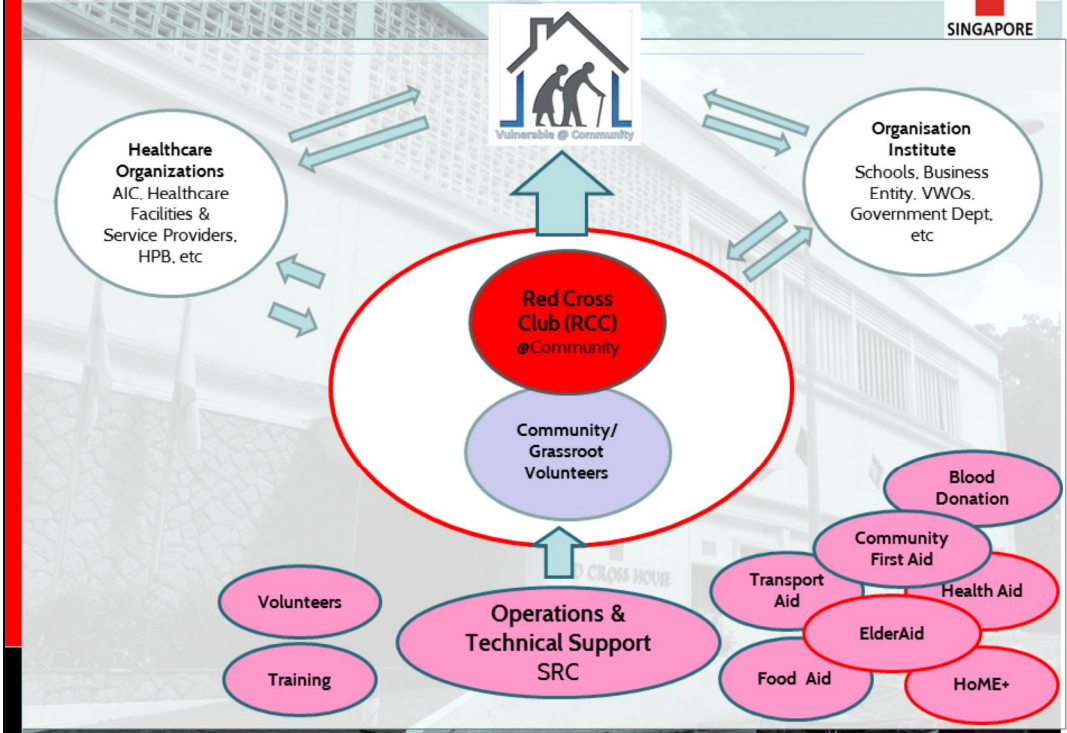 SINGAPORE
Vulnerable @ Community
Healthcare
Organizations
AIC, Healthcare
Facilities &
Service Providers,
HPB, etc
Organisation
Institute
Schools, Business
Entity, VWOs,
Government Dept,
etc
Red Cross
Club (RCC)
@Community
Community/
Grassroot
Volunteers
Blood
Donation
Community
First Aid
Transport
Aid
Health Aid
ElderAid
Food Aid
HoME+
Volunteers
Training
Operations &
Technical Support
SRC
CROSS HOUSE